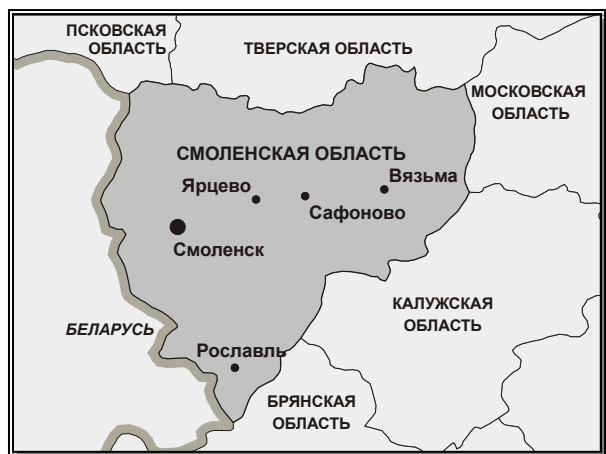 ПСКОВСКАЯ
ОБЛАСТЬ
ТВЕРСКАЯ ОБЛАСТЬ
МОСКОВСКАЯ
ОБЛАСТЬ
СМОЛЕНСКАЯ ОБЛАСТЬ
Ярцево
Вязьма
Сафоново
Смоленск
КАЛУЖСКАЯ
ОБЛАСТЬ
БЕЛАРУСЬ
Рославль
БРЯНСКАЯ
ОБЛАСТЬ